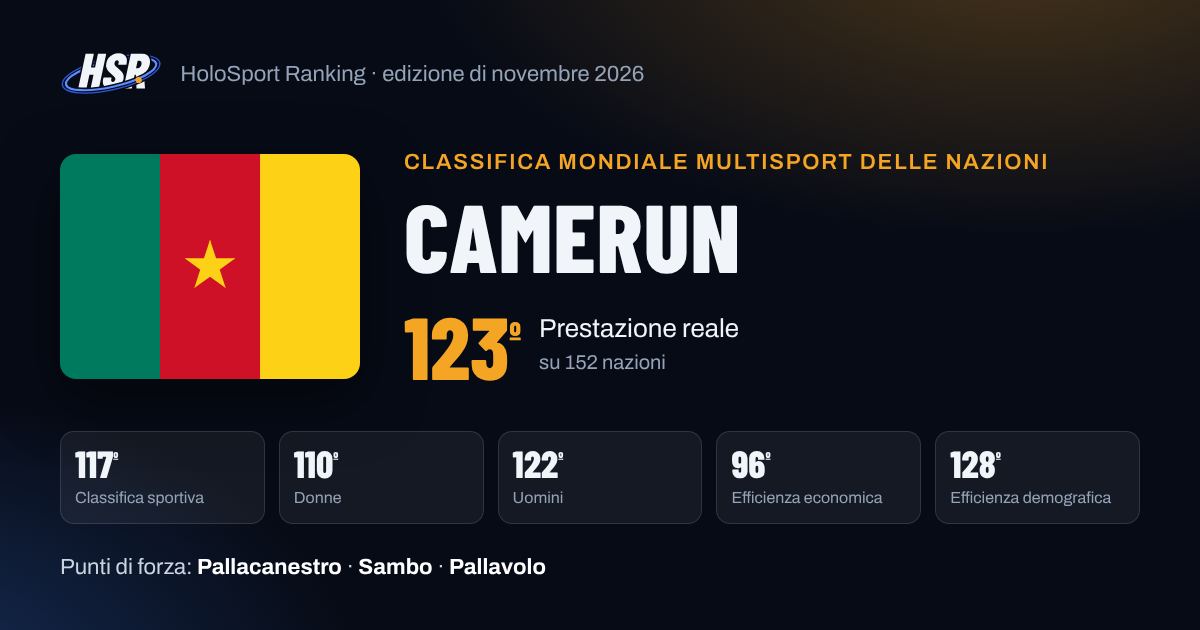 HSR HoloSport Ranking · edizione di novembre 2026
CLASSIFICA MONDIALE MULTISPORT DELLE NAZIONI
CAMERUN
123º Prestazione reale
su 152 nazioni
117º
Classifica sportiva
110º
Donne
122º
Uomini
96º
Efficienza economica
128º
Efficienza demografica
Punti di forza: Pallacanestro · Sambo · Pallavolo